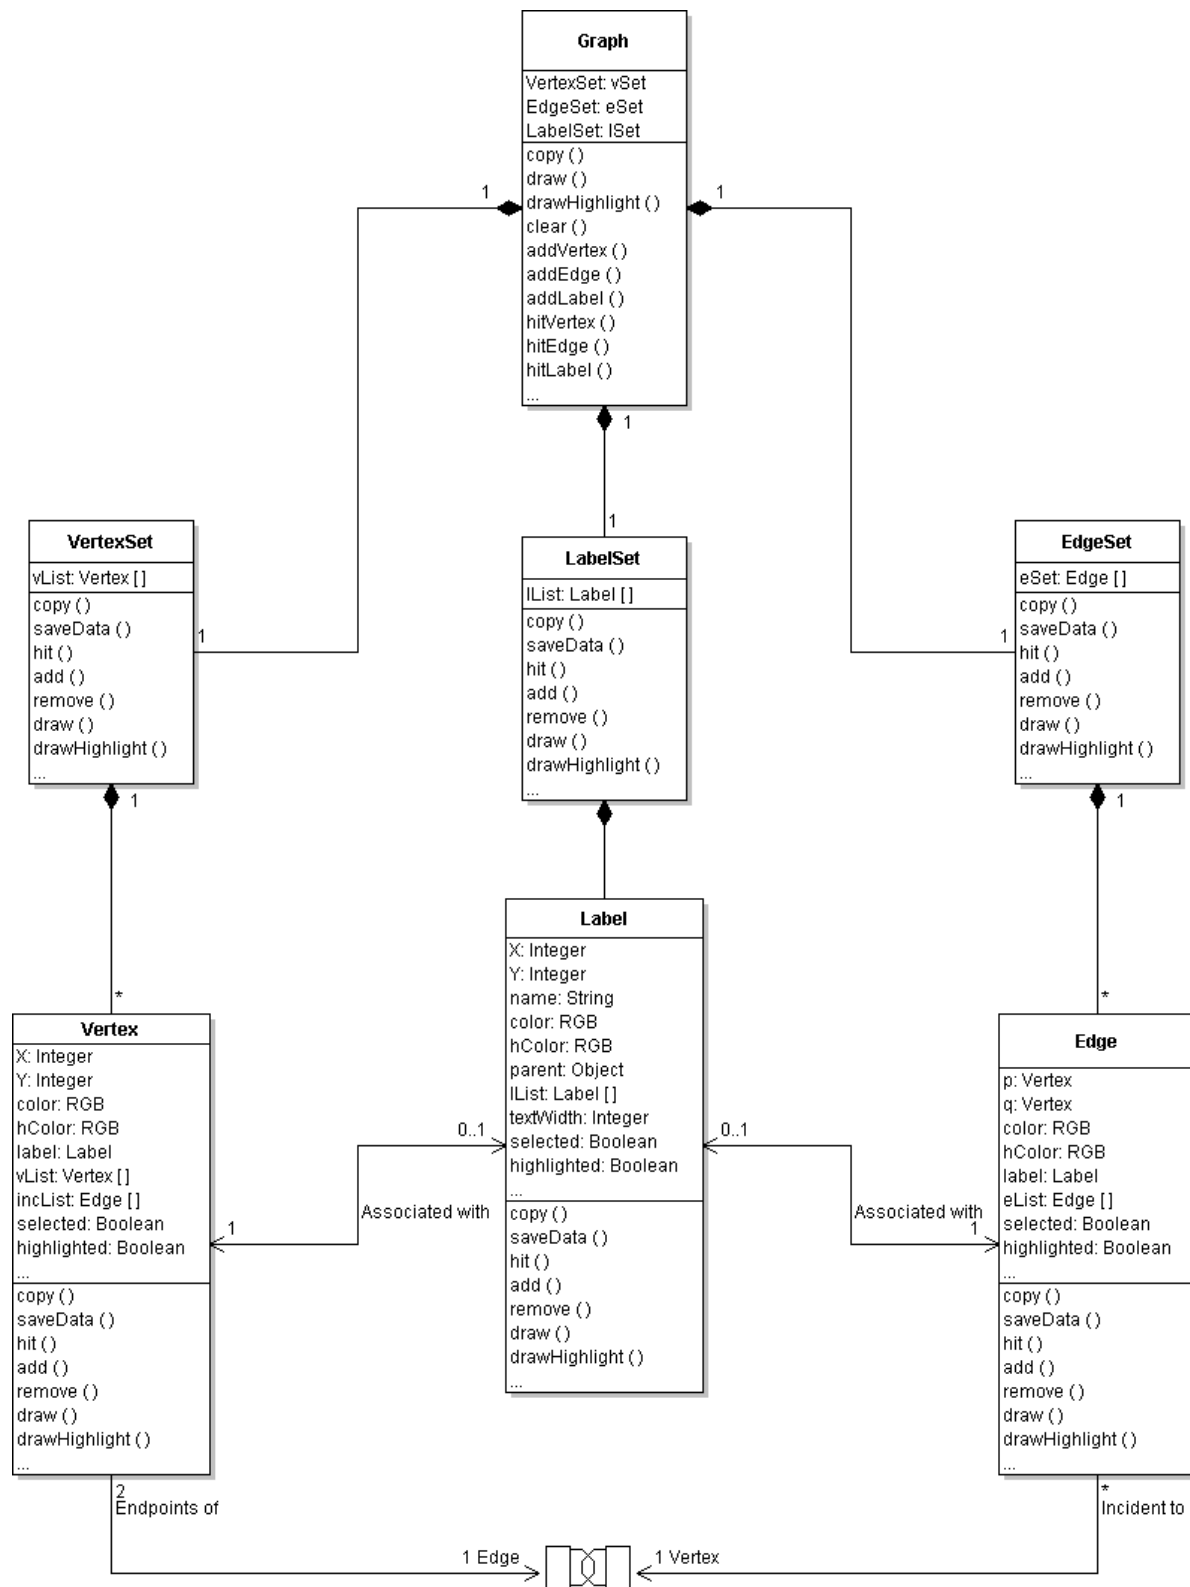 Graph
VertexSet: vSet
EdgeSet: eSet
LabelSet: lSet
copy ()
draw ()
drawHighlight ()
clear ()
addVertex ()
addEdge ()
addLabel ()
hitVertex ()
hitEdge ()
hitLabel ()
...
1
1
1
VertexSet
vList: Vertex [ ]
copy ()
saveData ()
hit ()
add ()
remove ()
draw ()
drawHighlight ()
...
1
1
1
LabelSet
lList: Label [ ]
copy ()
saveData ()
hit ()
add ()
remove ()
draw ()
drawHighlight ()
...
1
EdgeSet
eSet: Edge [ ]
copy ()
saveData ()
hit ()
add ()
remove ()
draw ()
drawHighlight ()
...
1
1
*
Vertex
X: Integer
Y: Integer
color: RGB
hColor: RGB
label: Label
vList: Vertex [ ]
incList: Edge [ ]
selected: Boolean
highlighted: Boolean
...
copy ()
saveData ()
hit ()
add ()
remove ()
draw ()
drawHighlight ()
...
0..1
Associated with
1
Label
X: Integer
Y: Integer
name: String
color: RGB
hColor: RGB
parent: Object
lList: Label [ ]
textWidth: Integer
selected: Boolean
highlighted: Boolean
...
copy ()
saveData ()
hit ()
add ()
remove ()
draw ()
drawHighlight ()
...
0..1
Associated with
1
*
Edge
p: Vertex
q: Vertex
color: RGB
hColor: RGB
label: Label
eList: Edge [ ]
selected: Boolean
highlighted: Boolean
...
copy ()
saveData ()
hit ()
add ()
remove ()
draw ()
drawHighlight ()
...
2
Endpoints of
*
Incident to
1 Edge
1 Vertex